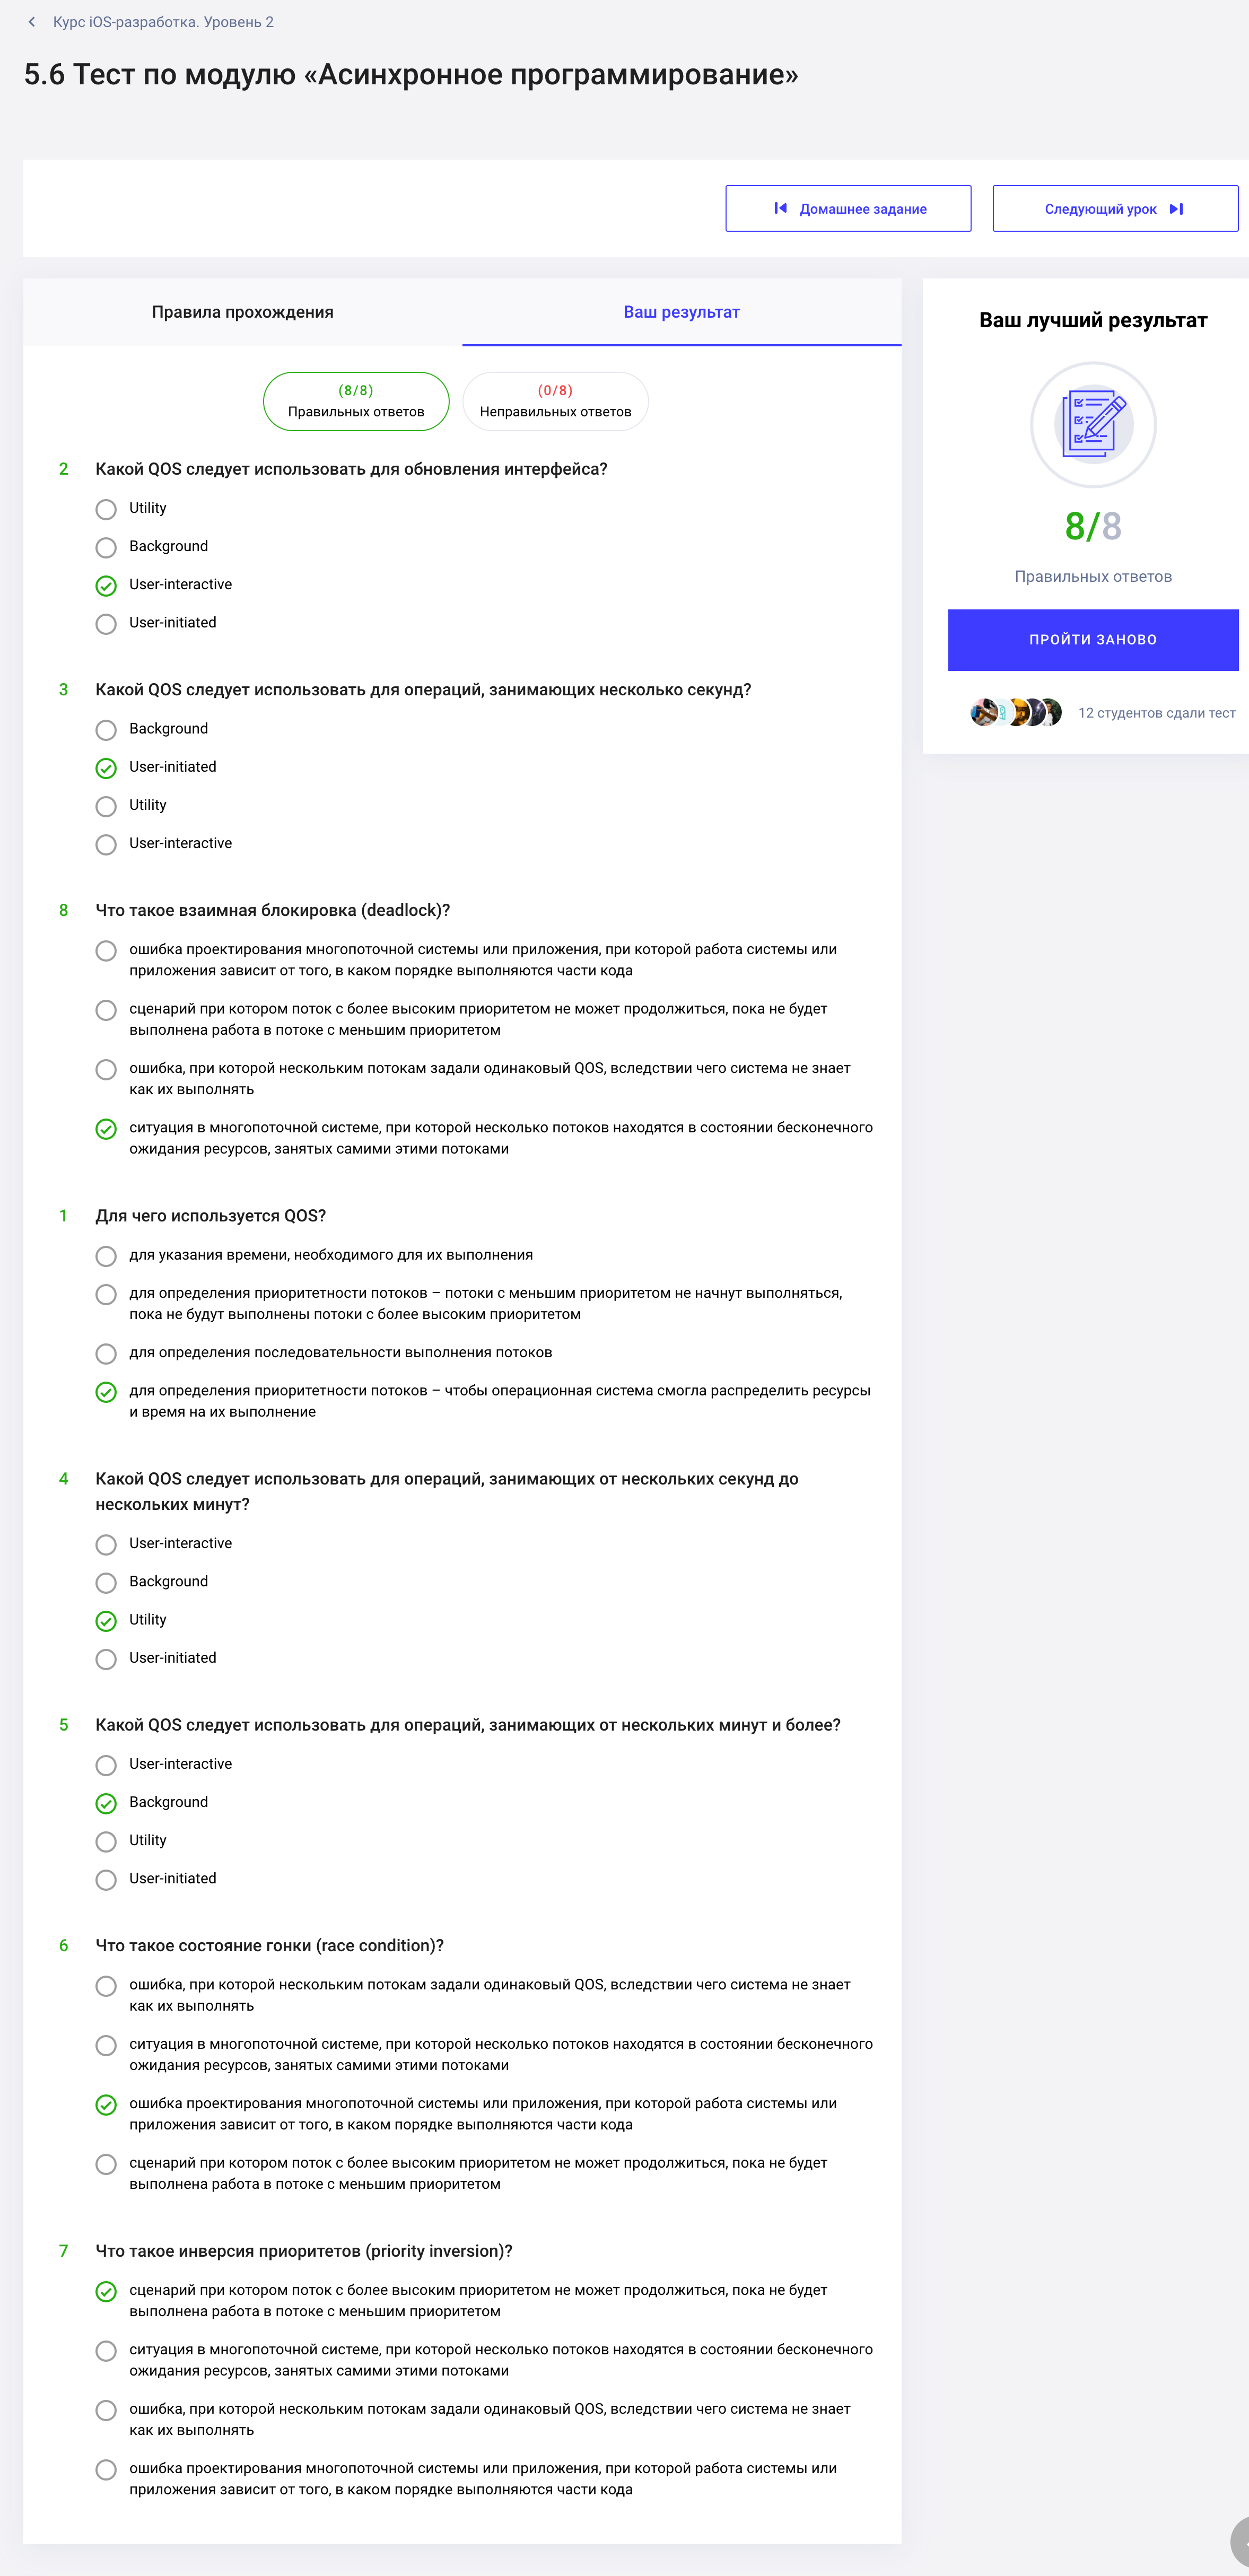 Курс iOS-разработка. Уровень 2
5.6 Тест по модулю «Асинхронное программирование»
Домашнее задание
Следующий урок
Правила прохождения
Ваш результат
(8/8)
Правильных ответов
(0/8)
Неправильных ответов
2 Какой QOS следует использовать для обновления интерфейса?
Utility
Background
User-interactive
User-initiated
3 Какой QOS следует использовать для операций, занимающих несколько секунд?
Background
User-initiated
Utility
User-interactive
8 Что такое взаимная блокировка (deadlock)?
ошибка проектирования многопоточной системы или приложения, при которой работа системы или
приложения зависит от того, в каком порядке выполняются части кода
сценарий при котором поток с более высоким приоритетом не может продолжиться, пока не будет
выполнена работа в потоке с меньшим приоритетом
ошибка, при которой нескольким потокам задали одинаковый QOS, вследствии чего система не знает
как их выполнять
ситуация в многопоточной системе, при которой несколько потоков находятся в состоянии бесконечного
ожидания ресурсов, занятых самими этими потоками
1 Для чего используется QOS?
для указания времени, необходимого для их выполнения
для определения приоритетности потоков – потоки с меньшим приоритетом не начнут выполняться,
пока не будут выполнены потоки с более высоким приоритетом
для определения последовательности выполнения потоков
для определения приоритетности потоков – чтобы операционная система смогла распределить ресурсы
и время на их выполнение
4 Какой QOS следует использовать для операций, занимающих от нескольких секунд до
нескольких минут?
User-interactive
Background
Utility
User-initiated
5 Какой QOS следует использовать для операций, занимающих от нескольких минут и более?
User-interactive
Background
Utility
User-initiated
6 Что такое состояние гонки (race condition)?
ошибка, при которой нескольким потокам задали одинаковый QOS, вследствии чего система не знает
как их выполнять
ситуация в многопоточной системе, при которой несколько потоков находятся в состоянии бесконечного
ожидания ресурсов, занятых самими этими потоками
ошибка проектирования многопоточной системы или приложения, при которой работа системы или
приложения зависит от того, в каком порядке выполняются части кода
сценарий при котором поток с более высоким приоритетом не может продолжиться, пока не будет
выполнена работа в потоке с меньшим приоритетом
7 Что такое инверсия приоритетов (priority inversion)?
сценарий при котором поток с более высоким приоритетом не может продолжиться, пока не будет
выполнена работа в потоке с меньшим приоритетом
ситуация в многопоточной системе, при которой несколько потоков находятся в состоянии бесконечного
ожидания ресурсов, занятых самими этими потоками
ошибка, при которой нескольким потокам задали одинаковый QOS, вследствии чего система не знает
как их выполнять
ошибка проектирования многопоточной системы или приложения, при которой работа системы или
приложения зависит от того, в каком порядке выполняются части кода
Ваш лучший результат
8/8
Правильных ответов
ПРОЙТИ ЗАНОВО
12 студентов сдали тест